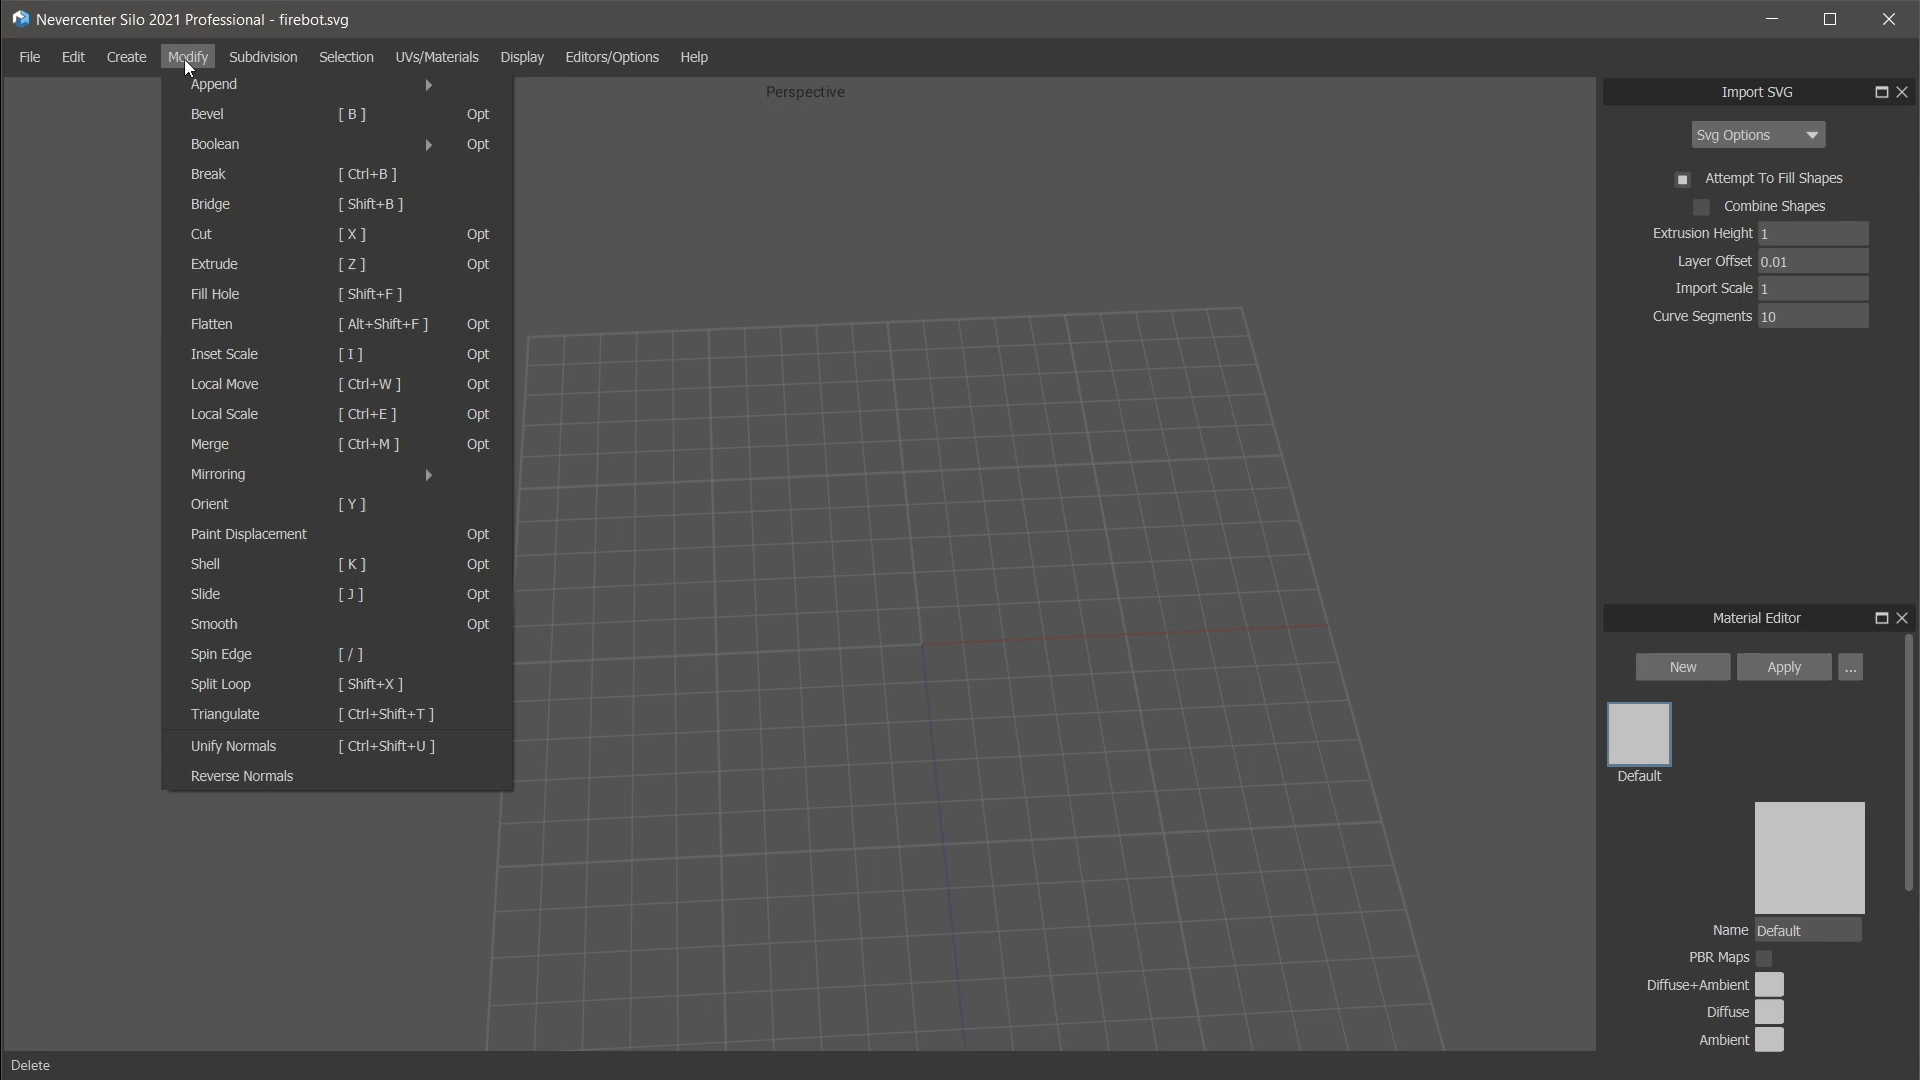 Nevercenter Silo 2021 Professional - firebot.svg
File Edit Create Modify Subdivision Selection UVs/Materials Display Editors/Options Help
Append
Bevel [ B ] Opt
Boolean Opt
Break [ Ctrl+B ]
Bridge [ Shift+B ]
Cut [ X ] Opt
Extrude [ Z ] Opt
Fill Hole [ Shift+F ]
Flatten [ Alt+Shift+F ] Opt
Inset Scale [ I ] Opt
Local Move [ Ctrl+W ] Opt
Local Scale [ Ctrl+E ] Opt
Merge [ Ctrl+M ] Opt
Mirroring
Orient [ Y ]
Paint Displacement Opt
Shell [ K ] Opt
Slide [ J ] Opt
Smooth Opt
Spin Edge [ / ]
Split Loop [ Shift+X ]
Triangulate [ Ctrl+Shift+T ]
Unify Normals [ Ctrl+Shift+U ]
Reverse Normals
Perspective
Import SVG
Svg Options
Attempt To Fill Shapes
Combine Shapes
Extrusion Height 1
Layer Offset 0.01
Import Scale 1
Curve Segments 10
Material Editor
New Apply ...
Default
Name Default
PBR Maps
Diffuse+Ambient
Diffuse
Ambient
Delete